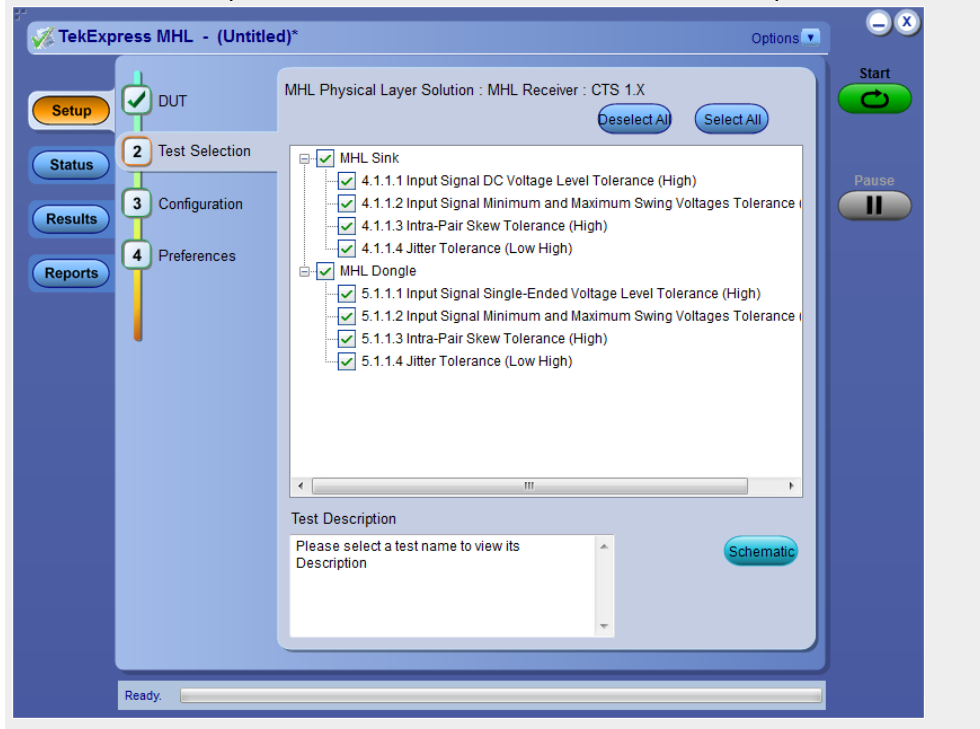 TekExpress MHL - (Untitled)*
Options
x
Start
Setup
DUT
MHL Physical Layer Solution : MHL Receiver : CTS 1.X
Deselect All
Select All
2 Test Selection
Status
MHL Sink
4.1.1.1 Input Signal DC Voltage Level Tolerance (High)
Pause
3 Configuration
4.1.1.2 Input Signal Minimum and Maximum Swing Voltages Tolerance (
Results
4.1.1.3 Intra-Pair Skew Tolerance (High)
4.1.1.4 Jitter Tolerance (Low High)
4 Preferences
Reports
MHL Dongle
5.1.1.1 Input Signal Single-Ended Voltage Level Tolerance (High)
5.1.1.2 Input Signal Minimum and Maximum Swing Voltages Tolerance (
5.1.1.3 Intra-Pair Skew Tolerance (High)
5.1.1.4 Jitter Tolerance (Low High)
Test Description
Please select a test name to view its
Description
Schematic
Ready.